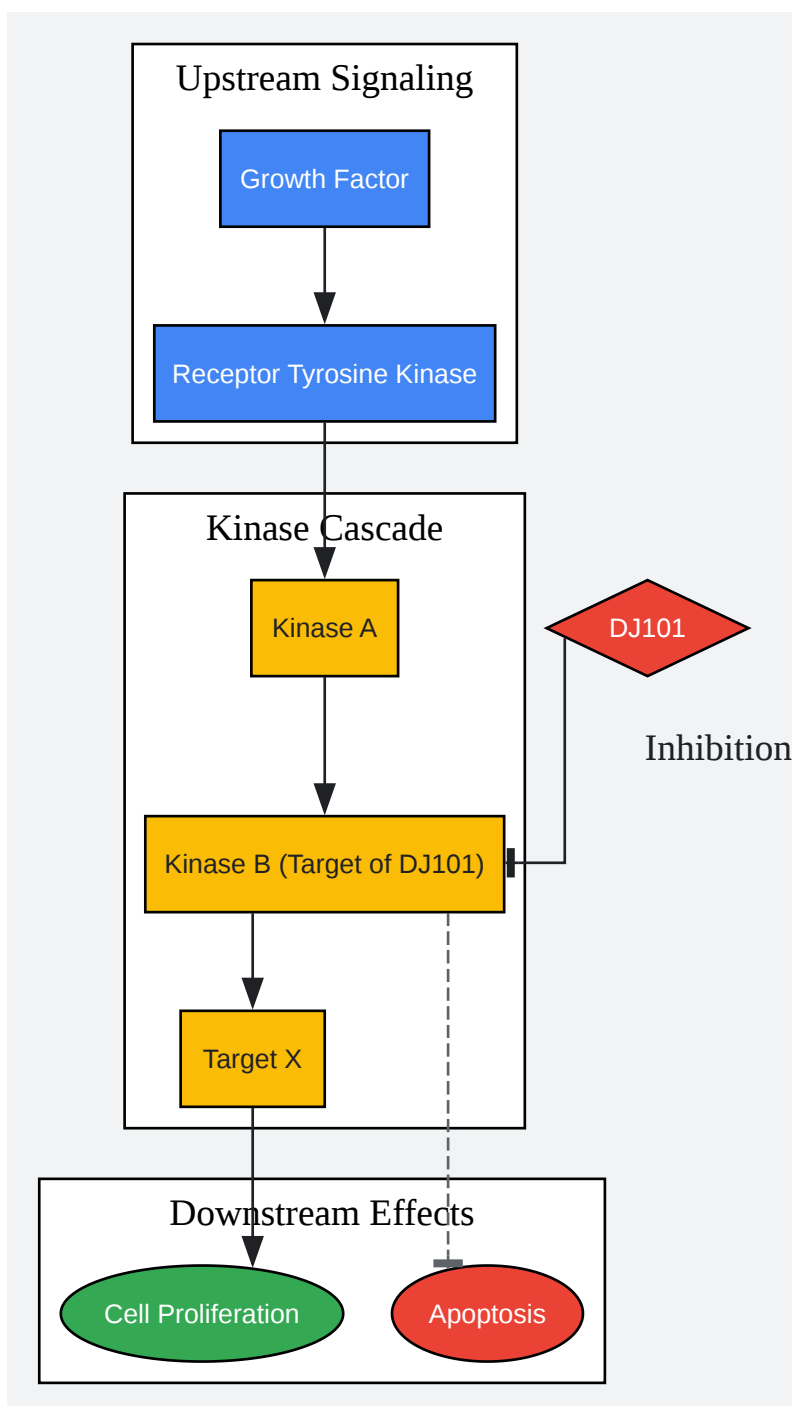 Upstream Signaling
Growth Factor
Receptor Tyrosine Kinase
Kinase Cascade
Kinase A
DJ101
Inhibition
Kinase B (Target of DJ101)
Target X
Downstream Effects
Cell Proliferation
Apoptosis